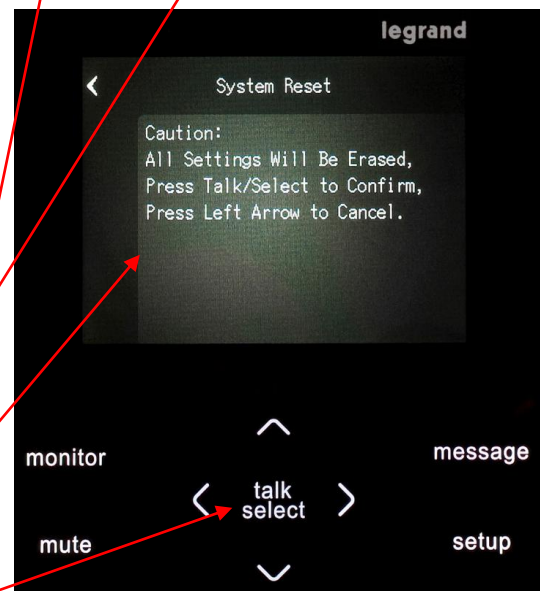 legrand
System Reset
Caution:
All Settings Will Be Erased,
Press Talk/Select to Confirm,
Press Left Arrow to Cancel.
monitor
message
talk
select
mute
setup